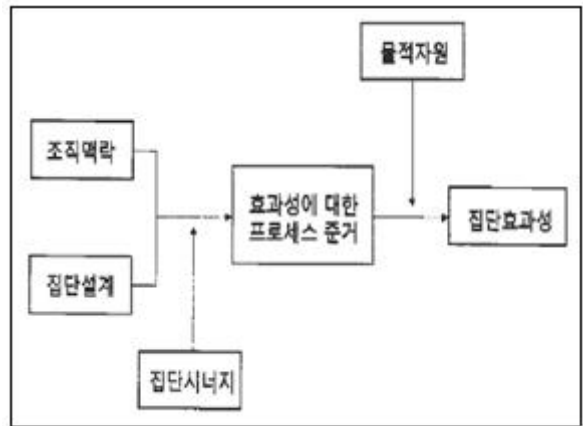 물적자원
조직맥락
효과성에 대한
프로세스 준거
집단효과성
집단설계
집단시너지